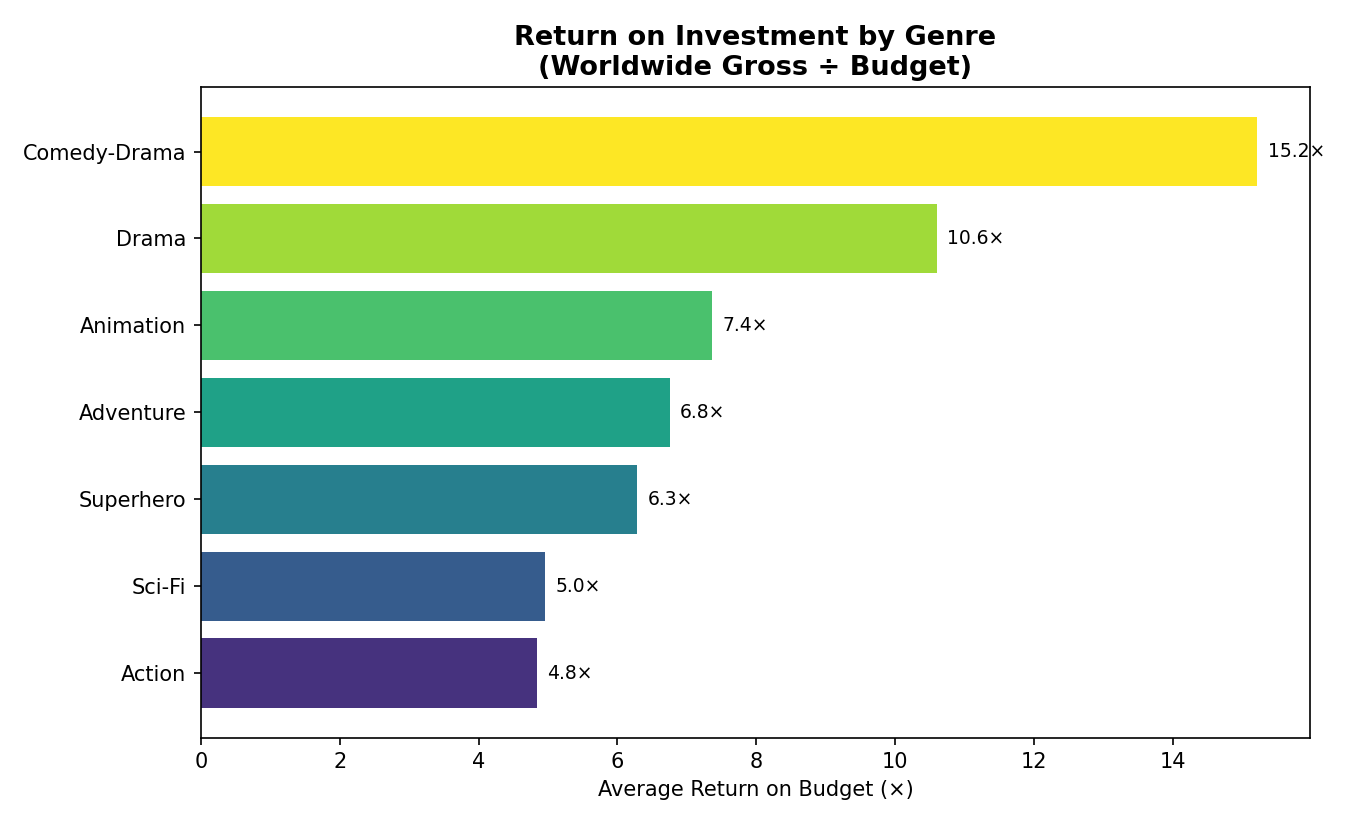 Return on Investment by Genre
(Worldwide Gross ÷ Budget)
Comedy-Drama
15.2×
Drama
10.6×
Animation
7.4×
Adventure
6.8×
Superhero
6.3×
Sci-Fi
5.0×
Action
4.8×
0 2 4 6 8 10 12 14
Average Return on Budget (×)